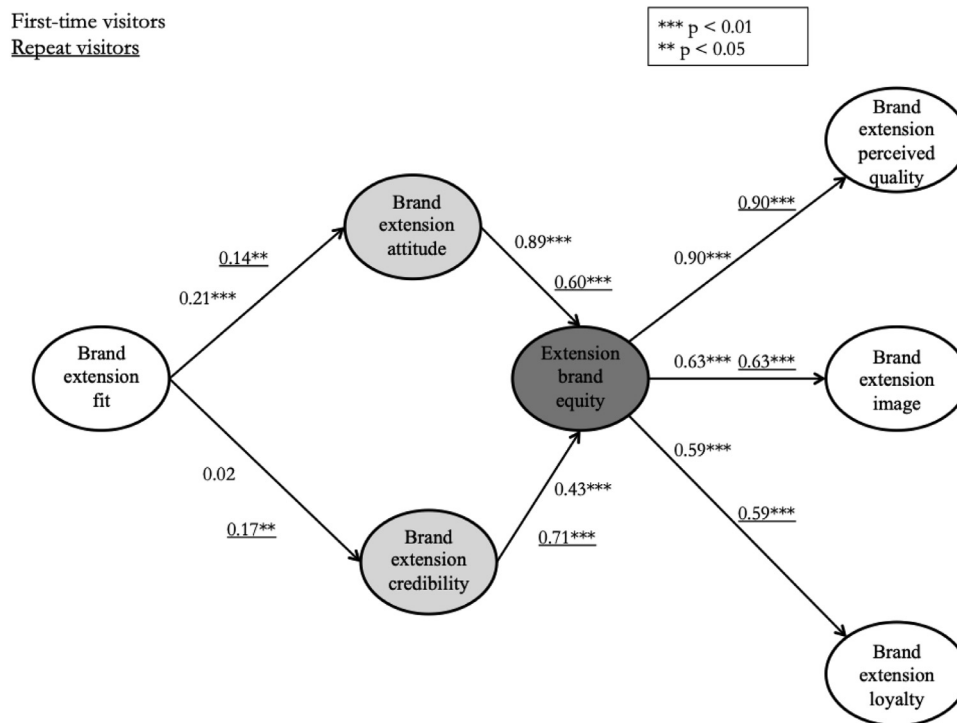 First-time visitors
Repeat visitors
*** p < 0.01
** p < 0.05
Brand
extension
perceived
quality
Brand
extension
attitude
0.90***
0.14**
0.89***
0.90***
0.21***
0.60***
Brand
extension
fit
Extension
brand
equity
0.63*** 0.63***
Brand
extension
image
0.59***
0.02
0.43***
0.17**
0.71***
0.59***
Brand
extension
credibility
Brand
extension
loyalty